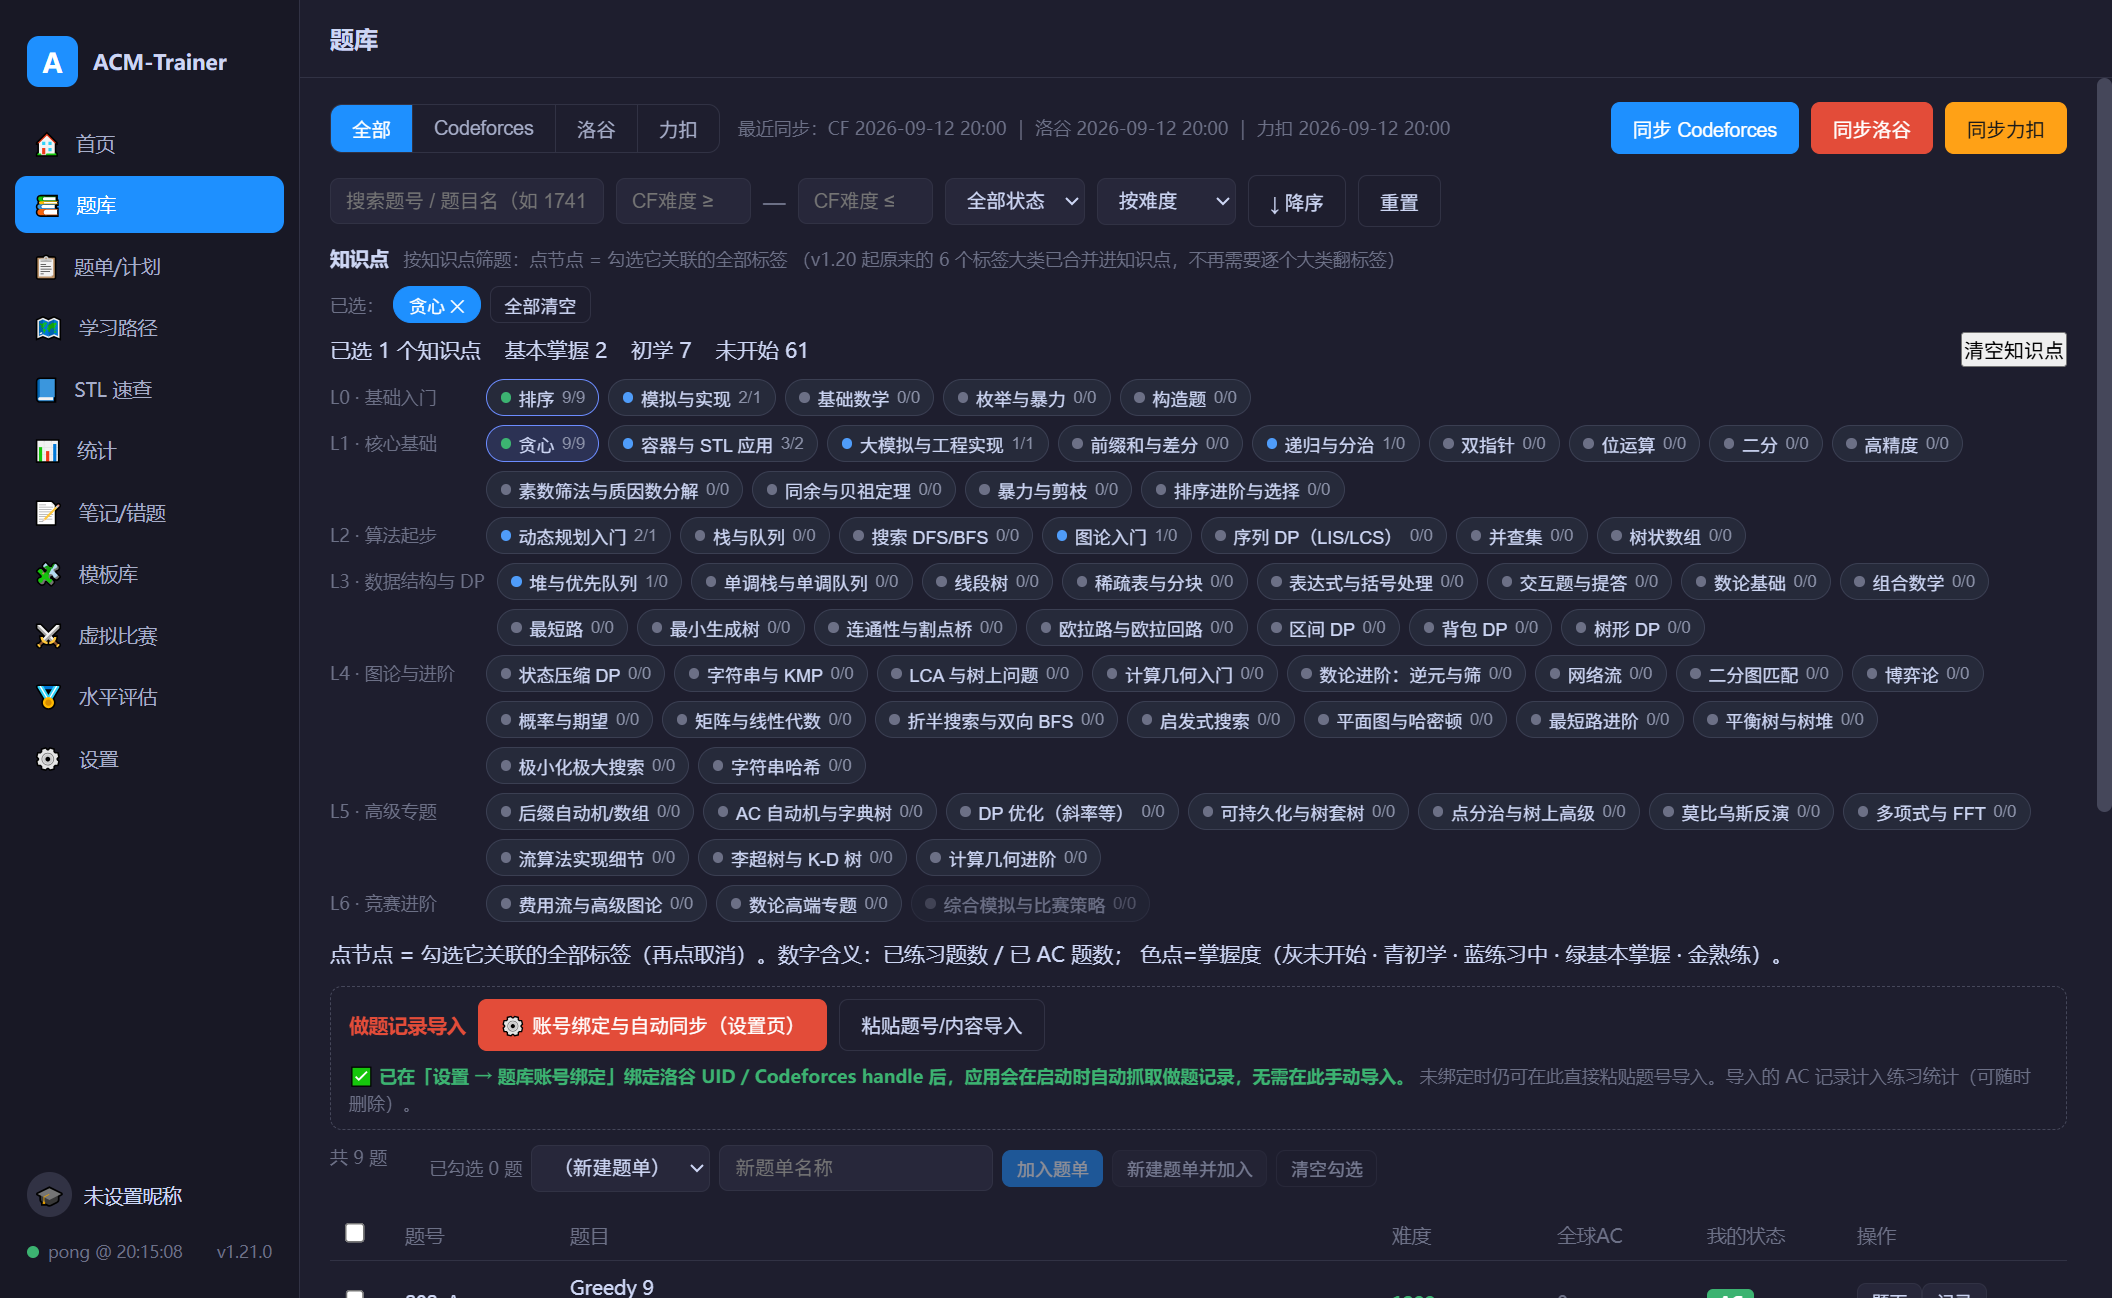 A ACM-Trainer
首页
题库
题单/计划
学习路径
STL 速查
统计
笔记/错题
模板库
虚拟比赛
水平评估
设置
未设置昵称
pong @ 20:15:08 v1.21.0
题库
全部 Codeforces 洛谷 力扣 最近同步：CF 2026-09-12 20:00 | 洛谷 2026-09-12 20:00 | 力扣 2026-09-12 20:00 同步 Codeforces 同步洛谷 同步力扣
搜索题号 / 题目名（如 1741 CF难度 ≥ — CF难度 ≤ 全部状态 按难度 ↓降序 重置
知识点 按知识点筛题：点节点 = 勾选它关联的全部标签 （v1.20 起原来的 6 个标签大类已合并进知识点，不再需要逐个大类翻标签）
已选： 贪心 × 全部清空
已选 1 个知识点 基本掌握 2 初学 7 未开始 61 清空知识点
L0 · 基础入门 排序 9/9 模拟与实现 2/1 基础数学 0/0 枚举与暴力 0/0 构造题 0/0
L1 · 核心基础 贪心 9/9 容器与 STL 应用 3/2 大模拟与工程实现 1/1 前缀和与差分 0/0 递归与分治 1/0 双指针 0/0 位运算 0/0 二分 0/0 高精度 0/0
素数筛法与质因数分解 0/0 同余与贝祖定理 0/0 暴力与剪枝 0/0 排序进阶与选择 0/0
L2 · 算法起步 动态规划入门 2/1 栈与队列 0/0 搜索 DFS/BFS 0/0 图论入门 1/0 序列 DP（LIS/LCS） 0/0 并查集 0/0 树状数组 0/0
L3 · 数据结构与 DP 堆与优先队列 1/0 单调栈与单调队列 0/0 线段树 0/0 稀疏表与分块 0/0 表达式与括号处理 0/0 交互题与提答 0/0 数论基础 0/0 组合数学 0/0
最短路 0/0 最小生成树 0/0 连通性与割点桥 0/0 欧拉路与欧拉回路 0/0 区间 DP 0/0 背包 DP 0/0 树形 DP 0/0
L4 · 图论与进阶 状态压缩 DP 0/0 字符串与 KMP 0/0 LCA 与树上问题 0/0 计算几何入门 0/0 数论进阶：逆元与筛 0/0 网络流 0/0 二分图匹配 0/0 博弈论 0/0
概率与期望 0/0 矩阵与线性代数 0/0 折半搜索与双向 BFS 0/0 启发式搜索 0/0 平面图与哈密顿 0/0 最短路进阶 0/0 平衡树与树堆 0/0
极小化极大搜索 0/0 字符串哈希 0/0
L5 · 高级专题 后缀自动机/数组 0/0 AC 自动机与字典树 0/0 DP 优化（斜率等） 0/0 可持久化与树套树 0/0 点分治与树上高级 0/0 莫比乌斯反演 0/0 多项式与 FFT 0/0
流算法实现细节 0/0 李超树与 K-D 树 0/0 计算几何进阶 0/0
L6 · 竞赛进阶 费用流与高级图论 0/0 数论高端专题 0/0 综合模拟与比赛策略 0/0
点节点 = 勾选它关联的全部标签（再点取消）。数字含义：已练习题数 / 已 AC 题数； 色点=掌握度（灰未开始 · 青初学 · 蓝练习中 · 绿基本掌握 · 金熟练）。
做题记录导入 账号绑定与自动同步（设置页） 粘贴题号/内容导入
已在「设置 → 题库账号绑定」绑定洛谷 UID / Codeforces handle 后，应用会在启动时自动抓取做题记录，无需在此手动导入。 未绑定时仍可在此直接粘贴题号导入。导入的 AC 记录计入练习统计（可随时
删除）。
共 9 题 已勾选 0 题 （新建题单） 新题单名称 加入题单 新建题单并加入 清空勾选
题号 题目 难度 全球AC 我的状态 操作
Greedy 9